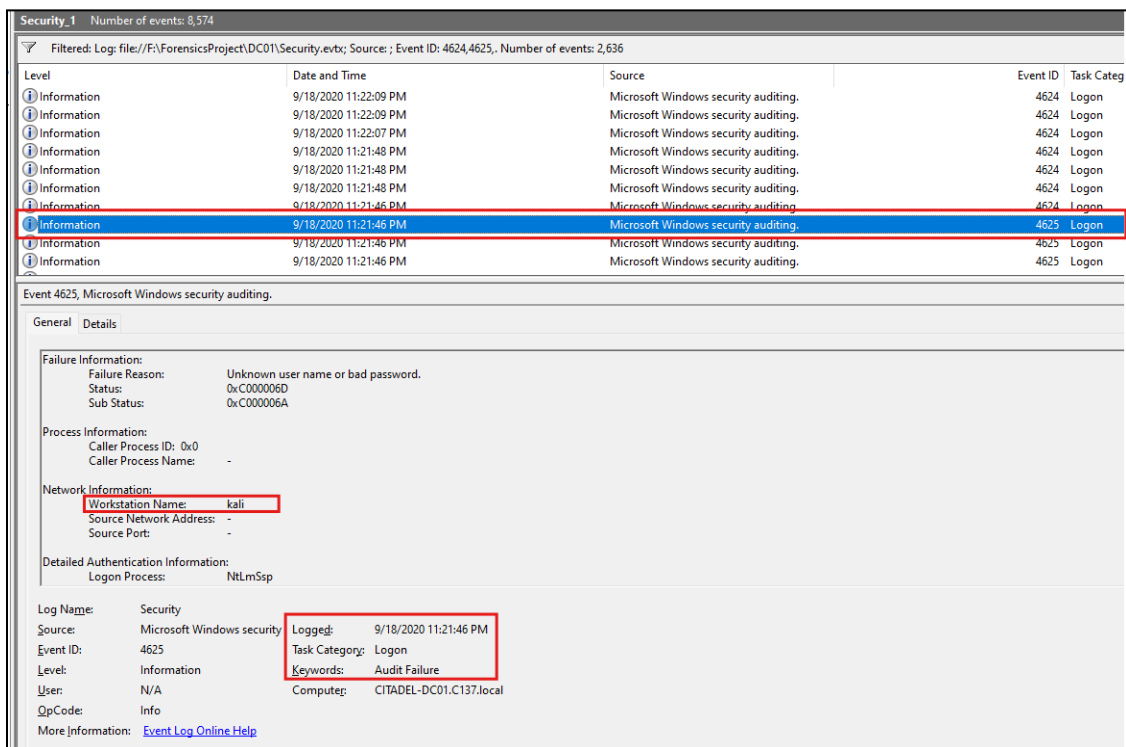 Security_1 Number of events: 8,574
Filtered: Log: file://F:\ForensicsProject\DC01\Security.evtx; Source: ; Event ID: 4624,4625,. Number of events: 2,636
Level Date and Time Source Event ID Task Categ
Information 9/18/2020 11:22:09 PM Microsoft Windows security auditing. 4624 Logon
Information 9/18/2020 11:22:09 PM Microsoft Windows security auditing. 4624 Logon
Information 9/18/2020 11:22:07 PM Microsoft Windows security auditing. 4624 Logon
Information 9/18/2020 11:21:48 PM Microsoft Windows security auditing. 4624 Logon
Information 9/18/2020 11:21:48 PM Microsoft Windows security auditing. 4624 Logon
Information 9/18/2020 11:21:48 PM Microsoft Windows security auditing. 4624 Logon
Information 9/18/2020 11:21:46 PM Microsoft Windows security auditing. 4624 Logon
Information 9/18/2020 11:21:46 PM Microsoft Windows security auditing. 4625 Logon
Information 9/18/2020 11:21:46 PM Microsoft Windows security auditing. 4625 Logon
Information 9/18/2020 11:21:46 PM Microsoft Windows security auditing. 4625 Logon
Event 4625, Microsoft Windows security auditing.
General Details
Failure Information:
Failure Reason: Unknown user name or bad password.
Status: 0xC000006D
Sub Status: 0xC000006A
Process Information:
Caller Process ID: 0x0
Caller Process Name: -
Network Information:
Workstation Name: kali
Source Network Address: -
Source Port: -
Detailed Authentication Information:
Logon Process: NtLmSsp
Log Name: Security
Source: Microsoft Windows security Logged: 9/18/2020 11:21:46 PM
Event ID: 4625 Task Category: Logon
Level: Information Keywords: Audit Failure
User: N/A Computer: CITADEL-DC01.C137.local
OpCode: Info
More Information: Event Log Online Help